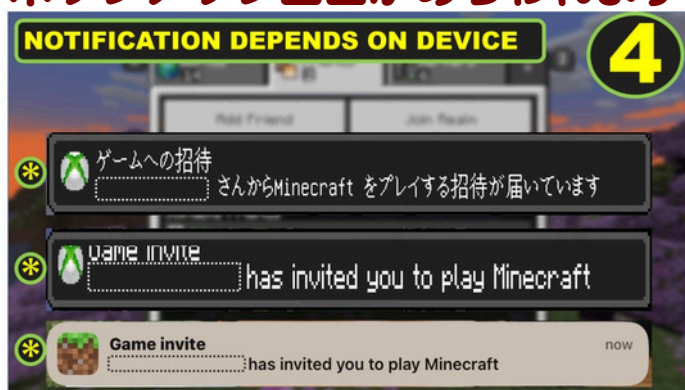 NOTIFICATION DEPENDS ON DEVICE
4
Add Friend
Join Realm
* ゲームへの招待
さんからMinecraft をプレイする招待が届いています
* Game invite
has invited you to play Minecraft
* Game invite
now
has invited you to play Minecraft